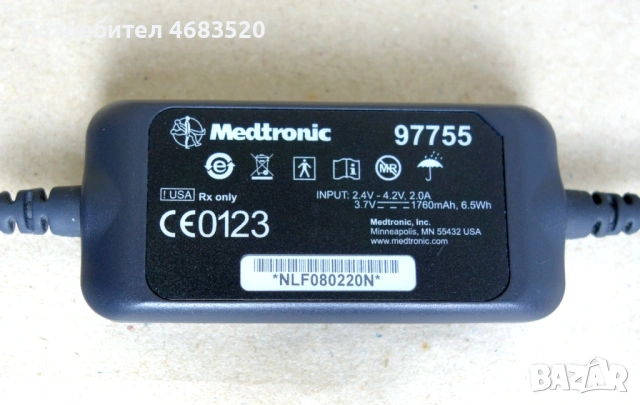 Потребител 4683520
Medtronic 97755
! USA Rx only
INPUT: 2.4V - 4.2V, 2.0A
3.7V 1760mAh, 6.5Wh
CE0123
Medtronic, Inc.
Minneapolis, MN 55432 USA
www.medtronic.com
*NLF080220N*
BAZAR